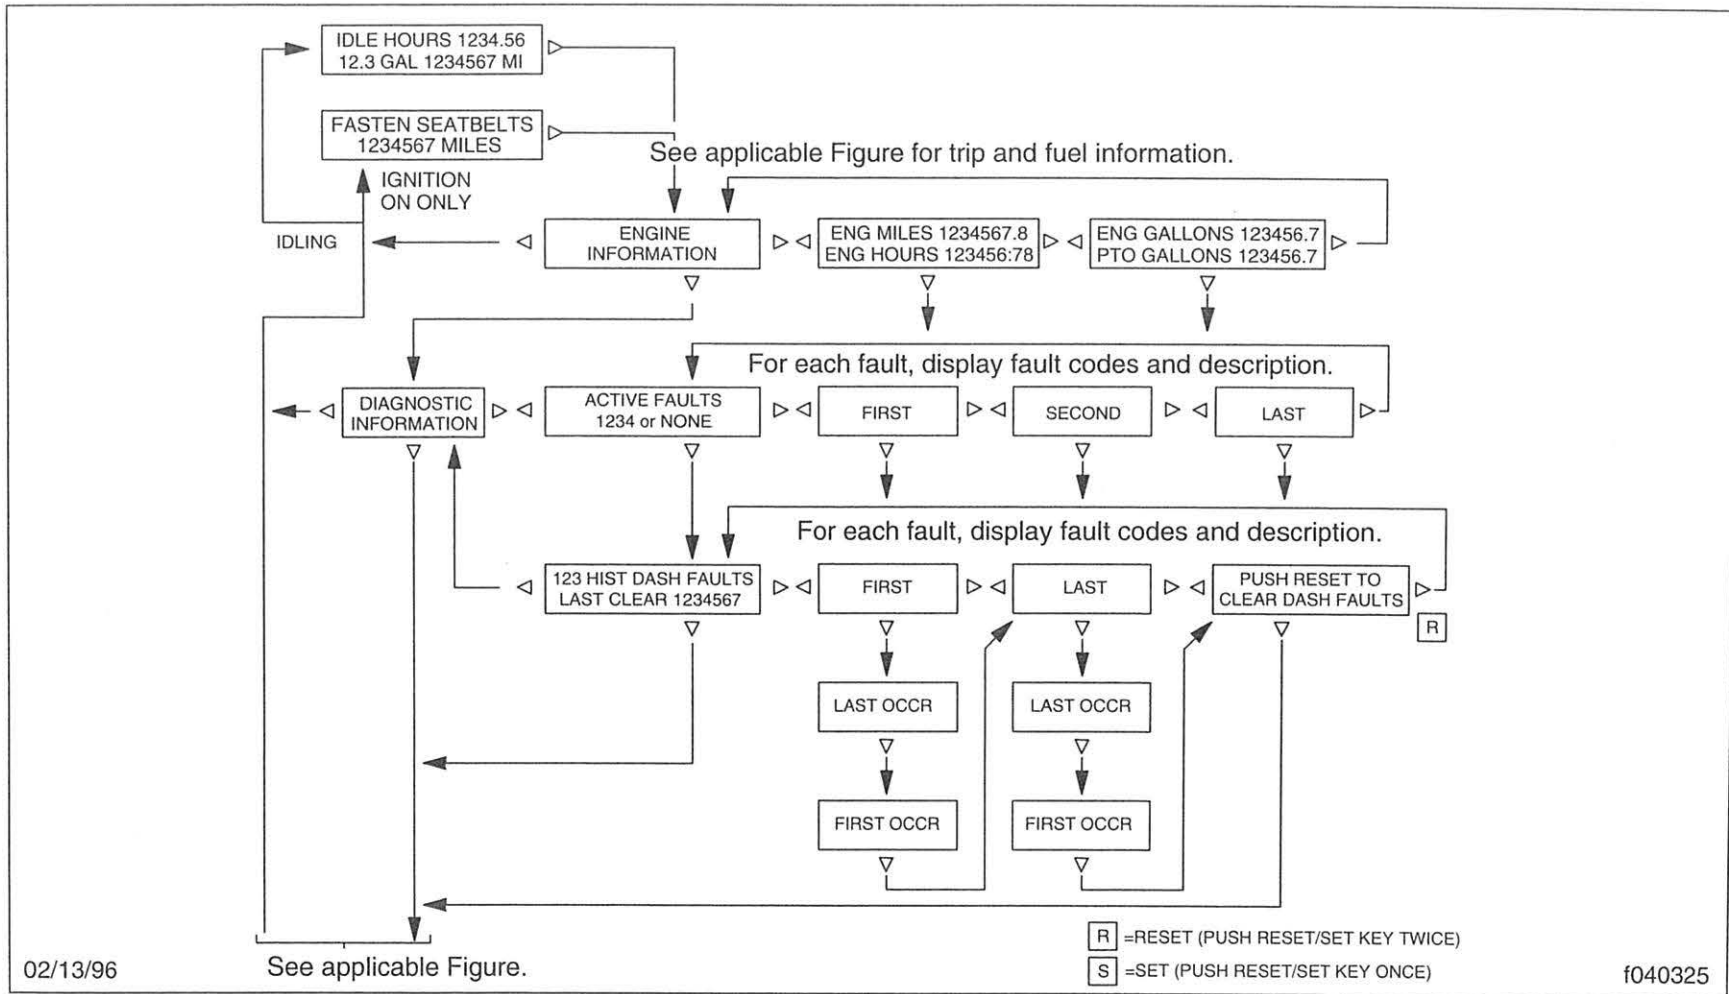 IDLE HOURS 1234.56
12.3 GAL 1234567 MI
FASTEN SEATBELTS
1234567 MILES
See applicable Figure for trip and fuel information.
IGNITION
ON ONLY
IDLING
ENGINE
INFORMATION
ENG MILES 1234567.8
ENG HOURS 123456:78
ENG GALLONS 123456.7
PTO GALLONS 123456.7
For each fault, display fault codes and description.
DIAGNOSTIC
INFORMATION
ACTIVE FAULTS
1234 or NONE
FIRST
SECOND
LAST
For each fault, display fault codes and description.
123 HIST DASH FAULTS
LAST CLEAR 1234567
FIRST
LAST
PUSH RESET TO
CLEAR DASH FAULTS
R
LAST OCCR
LAST OCCR
FIRST OCCR
FIRST OCCR
R =RESET (PUSH RESET/SET KEY TWICE)
S =SET (PUSH RESET/SET KEY ONCE)
02/13/96
See applicable Figure.
f040325